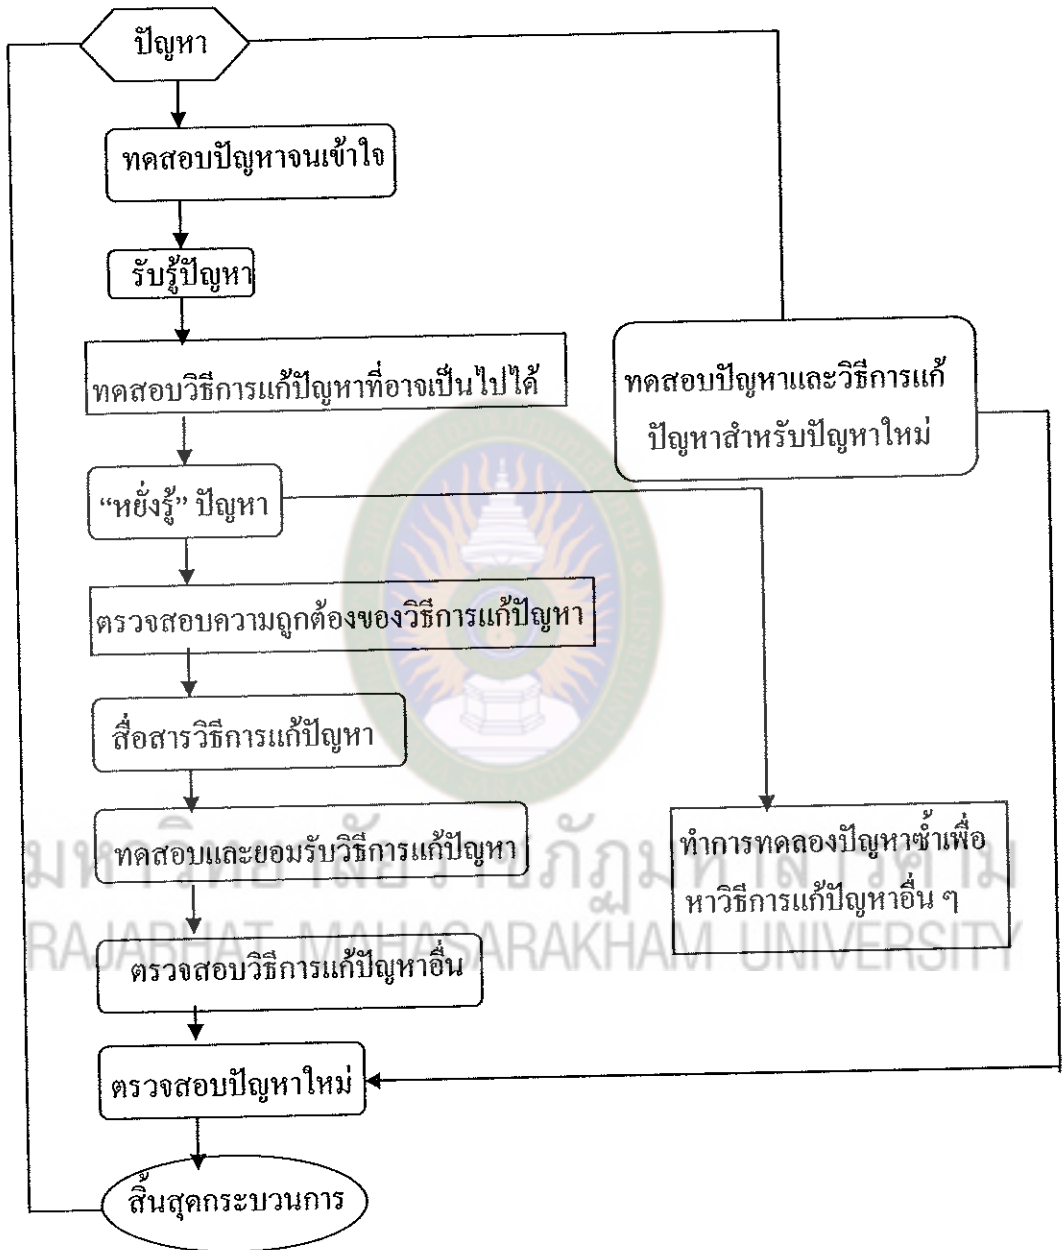 ปัญหา
ทดสอบปัญหาจนเข้าใจ
รับรู้ปัญหา
ทดสอบวิธีการแก้ปัญหาที่อาจเป็นไปได้
ทดสอบปัญหาและวิธีการแก้
ปัญหาสำหรับปัญหาใหม่
“หยั่งรู้” ปัญหา
ตรวจสอบความถูกต้องของวิธีการแก้ปัญหา
สื่อสารวิธีการแก้ปัญหา
ทดสอบและยอมรับวิธีการแก้ปัญหา
ทำการทดลองปัญหาซ้ำเพื่อ
หาวิธีการแก้ปัญหาอื่น ๆ
มหาวิทยาลัยราชภัฏมหาสารคาม
RAJABHAT MAHASARAKHAM UNIVERSITY
ตรวจสอบวิธีการแก้ปัญหาอื่น
ตรวจสอบปัญหาใหม่
สิ้นสุดกระบวนการ